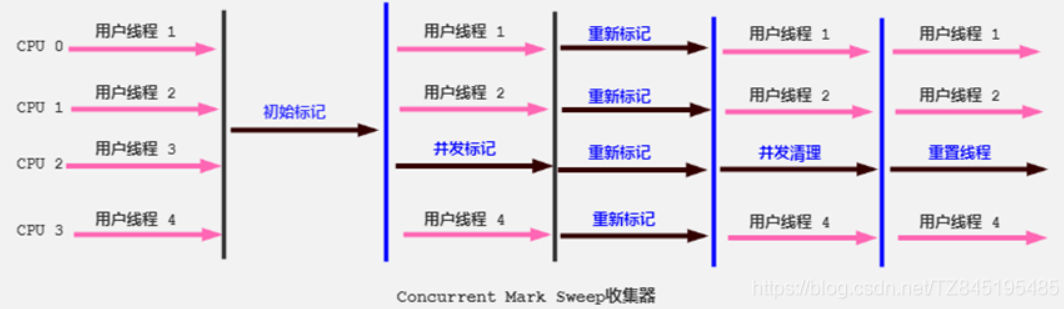 CPU 0 用户线程 1 用户线程 1 重新标记 用户线程 1 用户线程 1
CPU 1 用户线程 2 初始标记 用户线程 2 重新标记 用户线程 2 用户线程 2
CPU 2 用户线程 3 并发标记 重新标记 并发清理 重置线程
CPU 3 用户线程 4 用户线程 4 重新标记 用户线程 4 用户线程 4
Concurrent Mark Sweep收集器
https://blog.csdn.net/TZ845195485